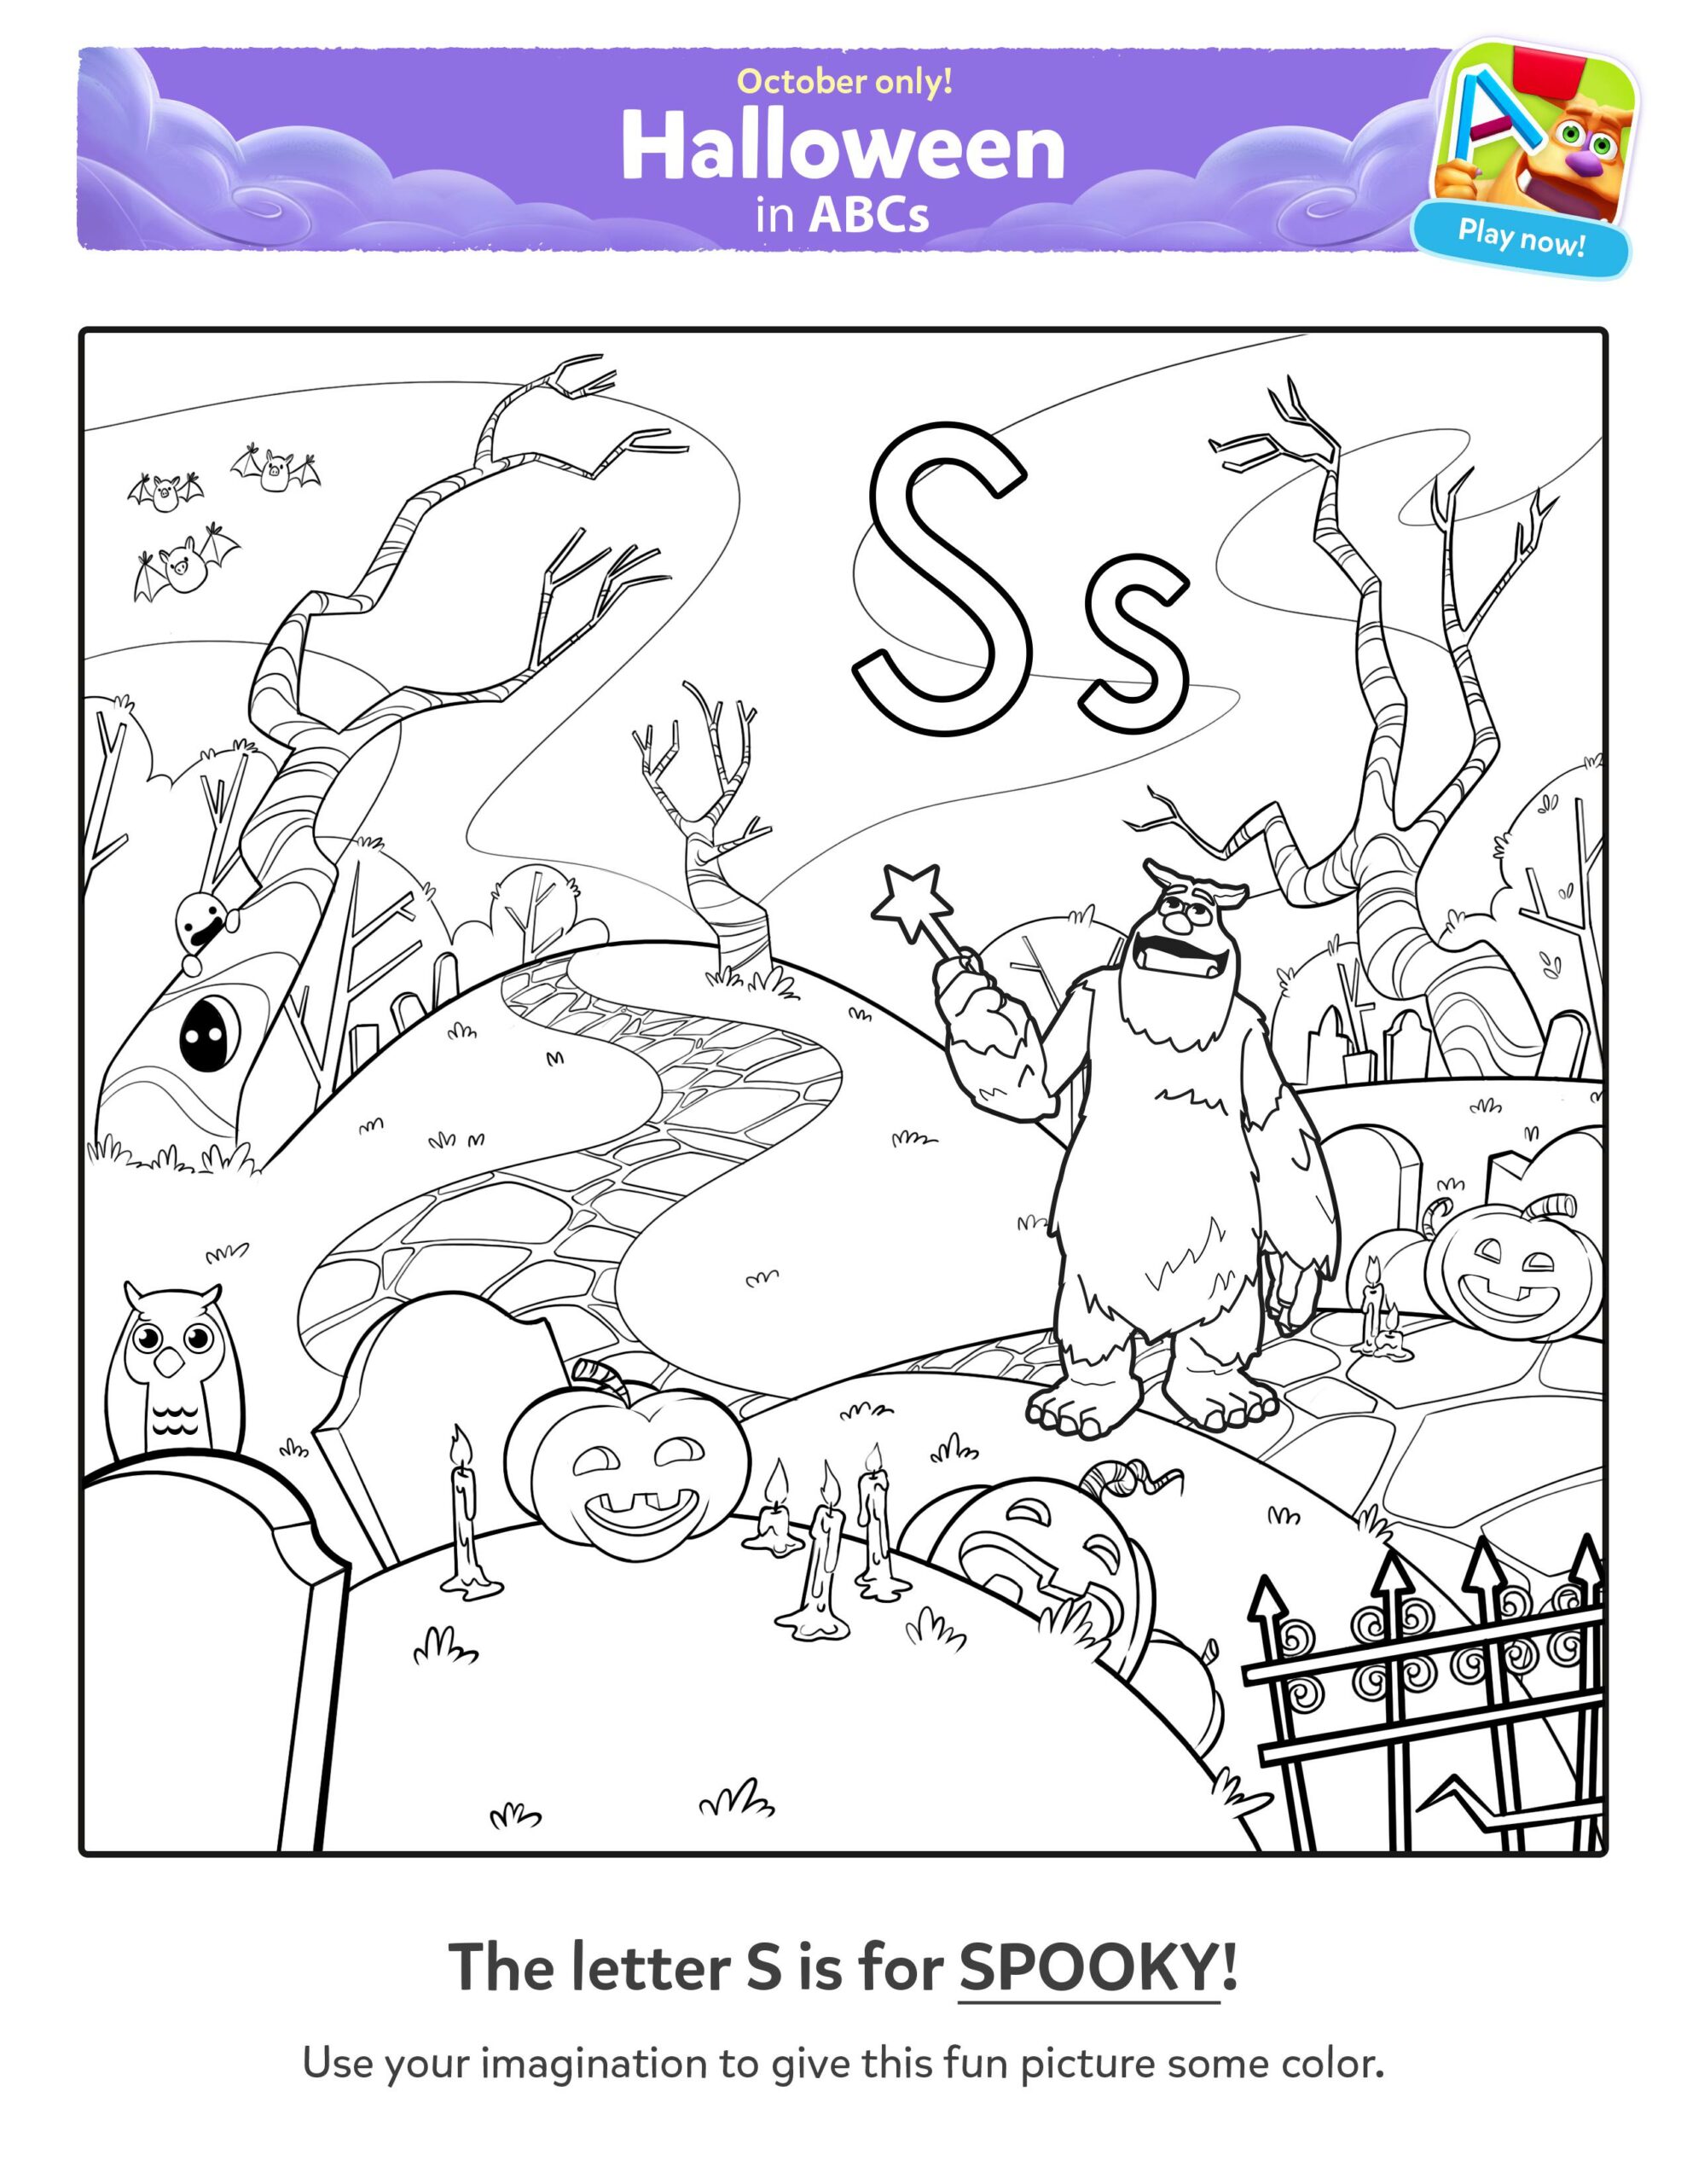 October only!
Halloween
in ABCs
A
Play now!
S s
The letter S is for SPOOKY!
Use your imagination to give this fun picture some color.